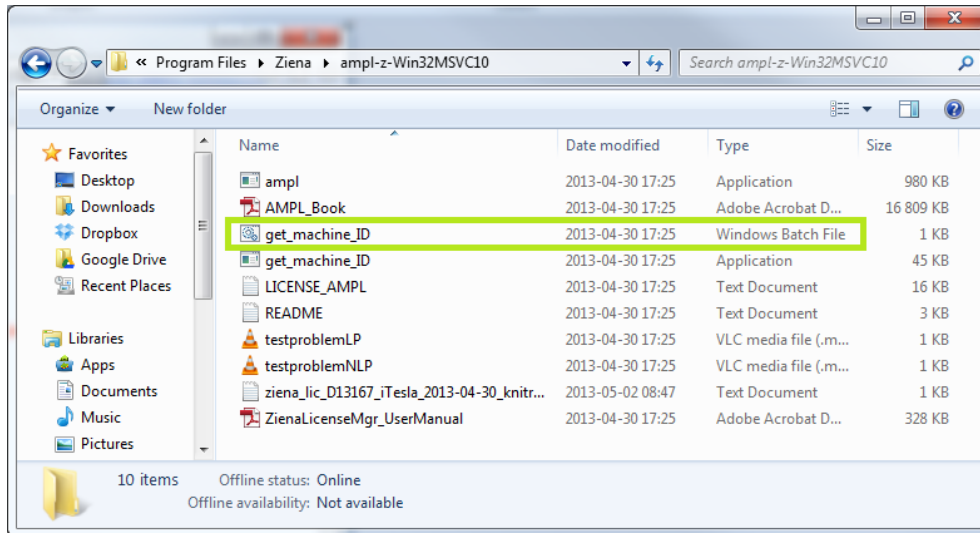 « Program Files ▸ Ziena ▸ ampl-z-Win32MSVC10
Search ampl-z-Win32MSVC10
Organize New folder
Favorites
Desktop
Downloads
Dropbox
Google Drive
Recent Places
Libraries
Apps
Documents
Music
Pictures
Name Date modified Type Size
ampl 2013-04-30 17:25 Application 980 KB
AMPL_Book 2013-04-30 17:25 Adobe Acrobat D... 16 809 KB
get_machine_ID 2013-04-30 17:25 Windows Batch File 1 KB
get_machine_ID 2013-04-30 17:25 Application 45 KB
LICENSE_AMPL 2013-04-30 17:25 Text Document 16 KB
README 2013-04-30 17:25 Text Document 3 KB
testproblemLP 2013-04-30 17:25 VLC media file (.m... 1 KB
testproblemNLP 2013-04-30 17:25 VLC media file (.m... 1 KB
ziena_lic_D13167_iTesla_2013-04-30_knitr... 2013-05-02 08:47 Text Document 1 KB
ZienaLicenseMgr_UserManual 2013-04-30 17:25 Adobe Acrobat D... 328 KB
10 items Offline status: Online
Offline availability: Not available